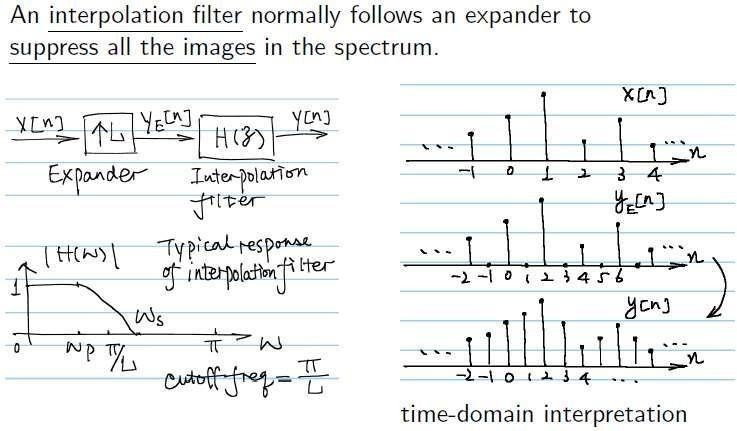 An interpolation filter normally follows an expander to
suppress all the images in the spectrum.
x[n] ↑L y_E[n] H(z) y[n]
Expander
Interpolation
filter
|H(ω)|
Typical response
of interpolation filter
1
ωs
0 ωp π/L π ω
cutoff freq = π/L
x[n]
... ... n
-1 0 1 2 3 4
y_E[n]
... ... n
-2 -1 0 1 2 3 4 5 6
y[n]
... ... n
-2 -1 0 1 2 3 4 ...
time-domain interpretation